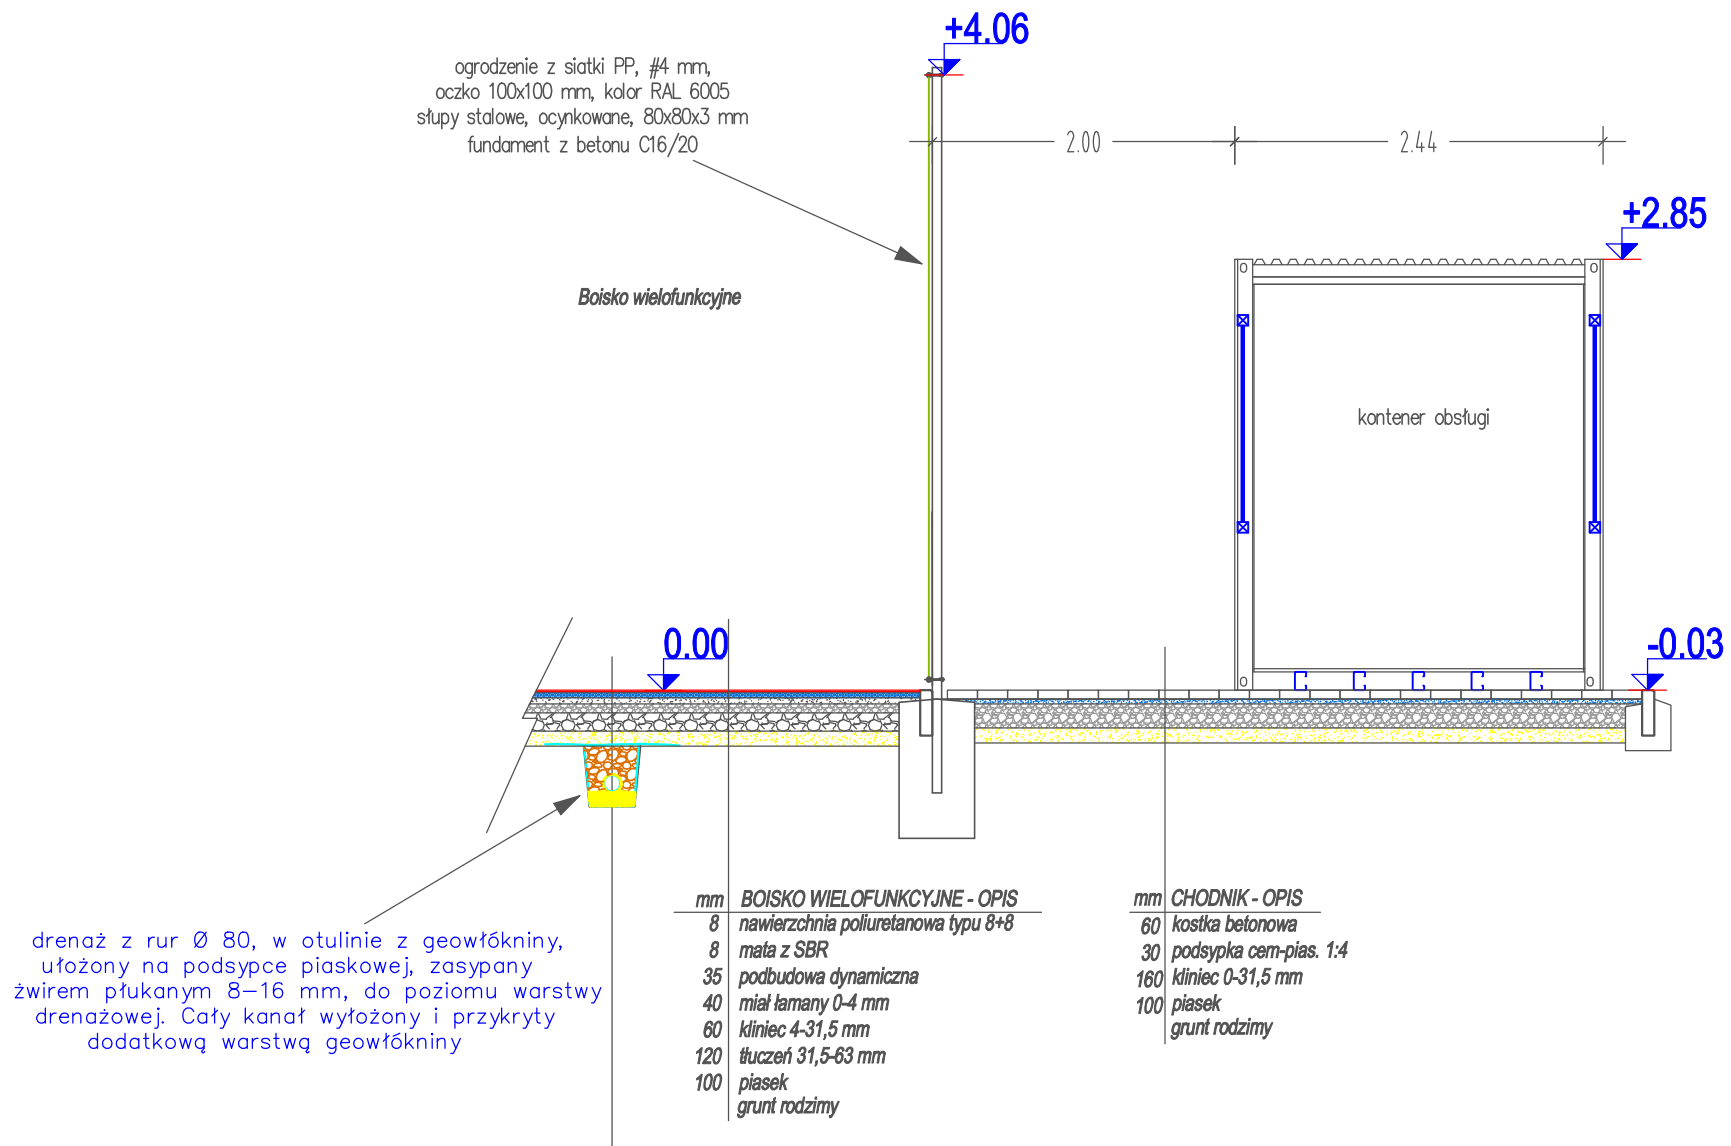 +4.06
ogrodzenie z siatki PP, #4 mm,
oczko 100x100 mm, kolor RAL 6005
słupy stalowe, ocynkowane, 80x80x3 mm
fundament z betonu C16/20
2.00
2.44
+2.85
Boisko wielofunkcyjne
kontener obsługi
0.00
-0.03
mm BOISKO WIELOFUNKCYJNE - OPIS
8 nawierzchnia poliuretanowa typu 8+8
8 mata z SBR
35 podbudowa dynamiczna
40 miał łamany 0-4 mm
60 kliniec 4-31,5 mm
120 tłuczeń 31,5-63 mm
100 piasek
grunt rodzimy
mm CHODNIK - OPIS
60 kostka betonowa
30 podsypka cem-pias. 1:4
160 kliniec 0-31,5 mm
100 piasek
grunt rodzimy
drenaż z rur Ø 80, w otulinie z geowłókniny,
ułożony na podsypce piaskowej, zasypany
żwirem płukanym 8-16 mm, do poziomu warstwy
drenażowej. Cały kanał wyłożony i przykryty
dodatkową warstwą geowłókniny